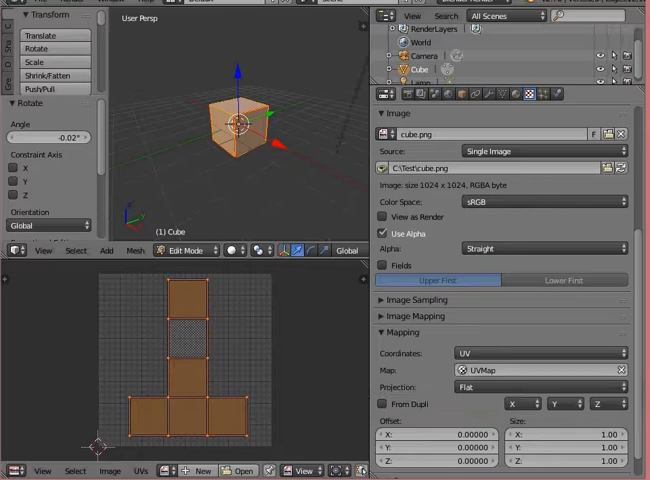 Transform
Translate
Rotate
Scale
Shrink/Fatten
Push/Pull
Rotate
Angle
-0.02°
Constraint Axis
X
Y
Z
Orientation
Global
User Persp
(1) Cube
View Select Add Mesh Edit Mode Global
View Select Image UVs New Open View
View Search All Scenes
RenderLayers
World
Camera
Cube
Image
cube.png F
Source: Single Image
C:\Test\cube.png
Image: size 1024 x 1024, RGBA byte
Color Space: sRGB
View as Render
Use Alpha
Alpha: Straight
Fields
Upper First Lower First
Image Sampling
Image Mapping
Mapping
Coordinates: UV
Map: UVMap
Projection: Flat
From Dupli X Y Z
Offset: Size:
X: 0.00000 X: 1.00
Y: 0.00000 Y: 1.00
Z: 0.00000 Z: 1.00